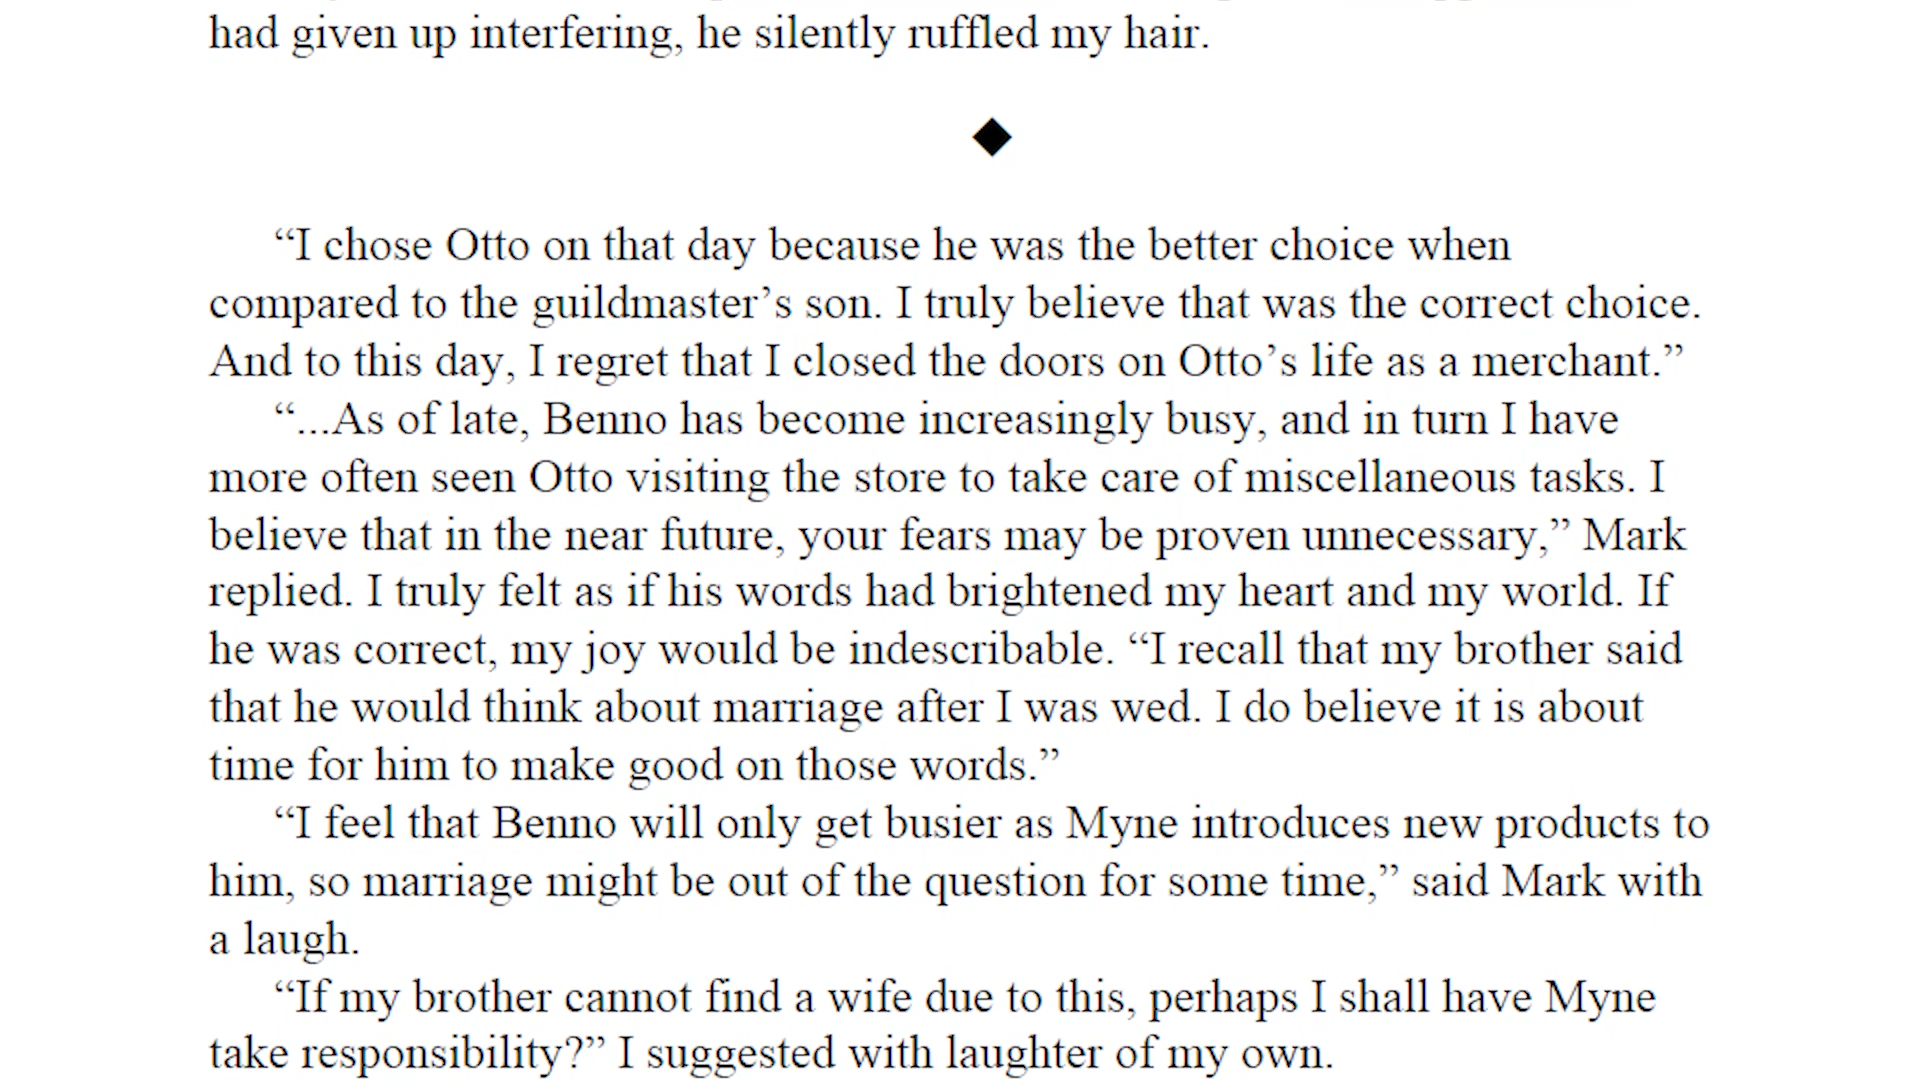 had given up interfering, he silently ruffled my hair.
◆
“I chose Otto on that day because he was the better choice when
compared to the guildmaster’s son. I truly believe that was the correct choice.
And to this day, I regret that I closed the doors on Otto’s life as a merchant.”
“...As of late, Benno has become increasingly busy, and in turn I have
more often seen Otto visiting the store to take care of miscellaneous tasks. I
believe that in the near future, your fears may be proven unnecessary,” Mark
replied. I truly felt as if his words had brightened my heart and my world. If
he was correct, my joy would be indescribable. “I recall that my brother said
that he would think about marriage after I was wed. I do believe it is about
time for him to make good on those words.”
“I feel that Benno will only get busier as Myne introduces new products to
him, so marriage might be out of the question for some time,” said Mark with
a laugh.
“If my brother cannot find a wife due to this, perhaps I shall have Myne
take responsibility?” I suggested with laughter of my own.